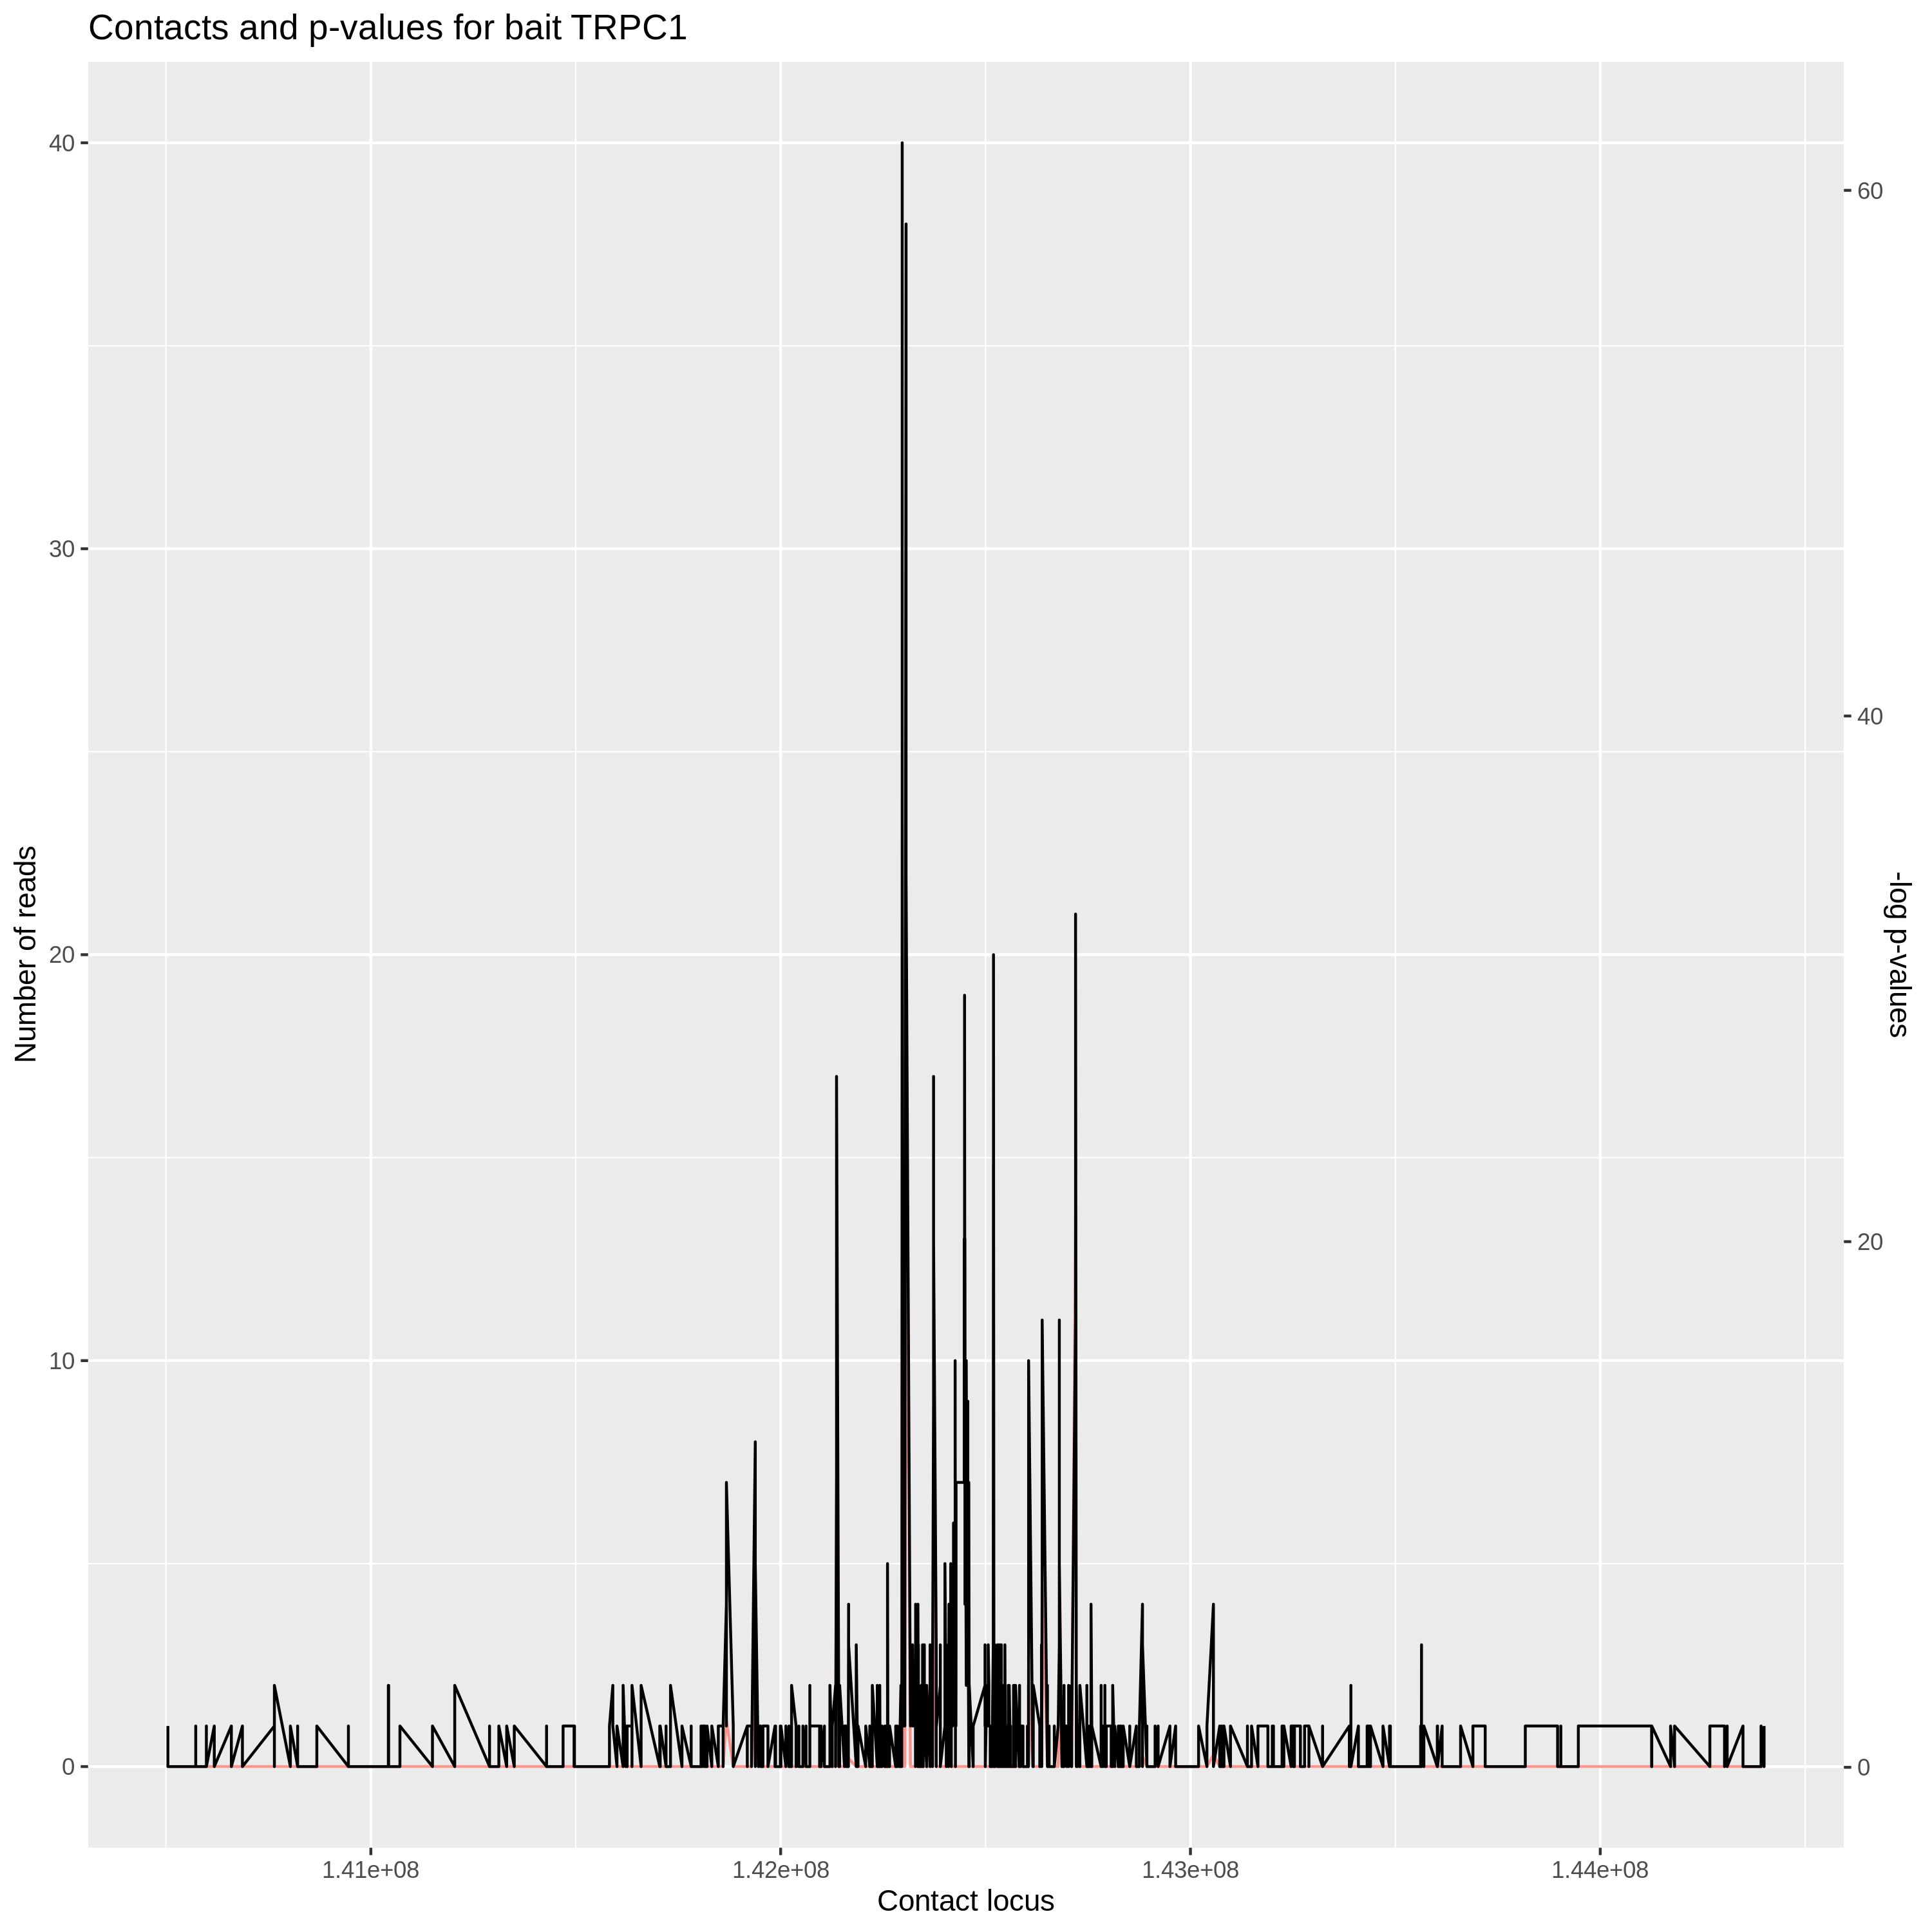 Contacts and p-values for bait TRPC1
40
30
20
10
0
Number of reads
60
40
20
0
-log p-values
1.41e+08 1.42e+08 1.43e+08 1.44e+08
Contact locus